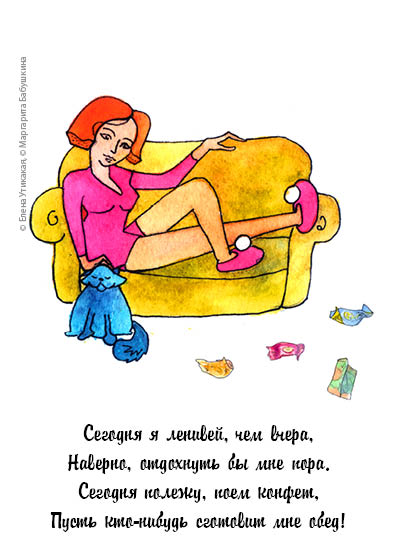 © Елена Утикакая, © Маргарита Бабушкина
Сегодня я ленивей, чем вчера,
Наверно, отдохнуть бы мне пора.
Сегодня полежу, поем конфет,
Пусть кто-нибудь сготовит мне обед!